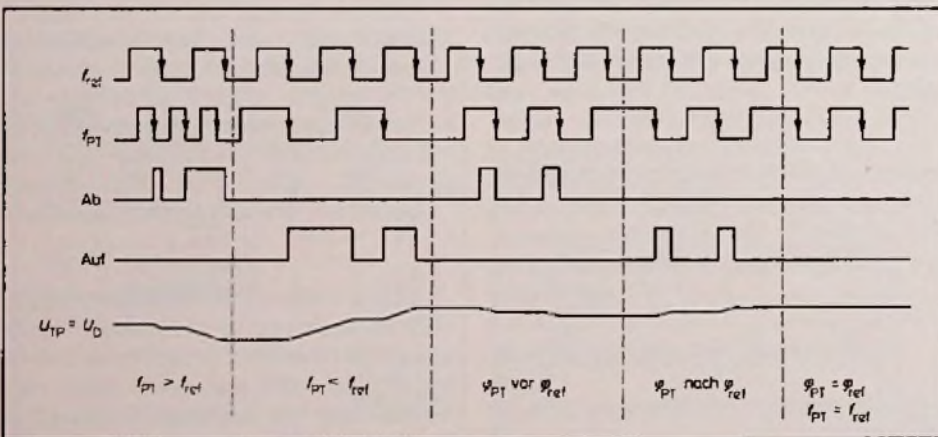 f_ref
f_PT
Ab
Auf
U_TP = U_D
f_PT > f_ref
f_PT < f_ref
φ_PT vor φ_ref
φ_PT nach φ_ref
φ_PT = φ_ref
f_PT = f_ref